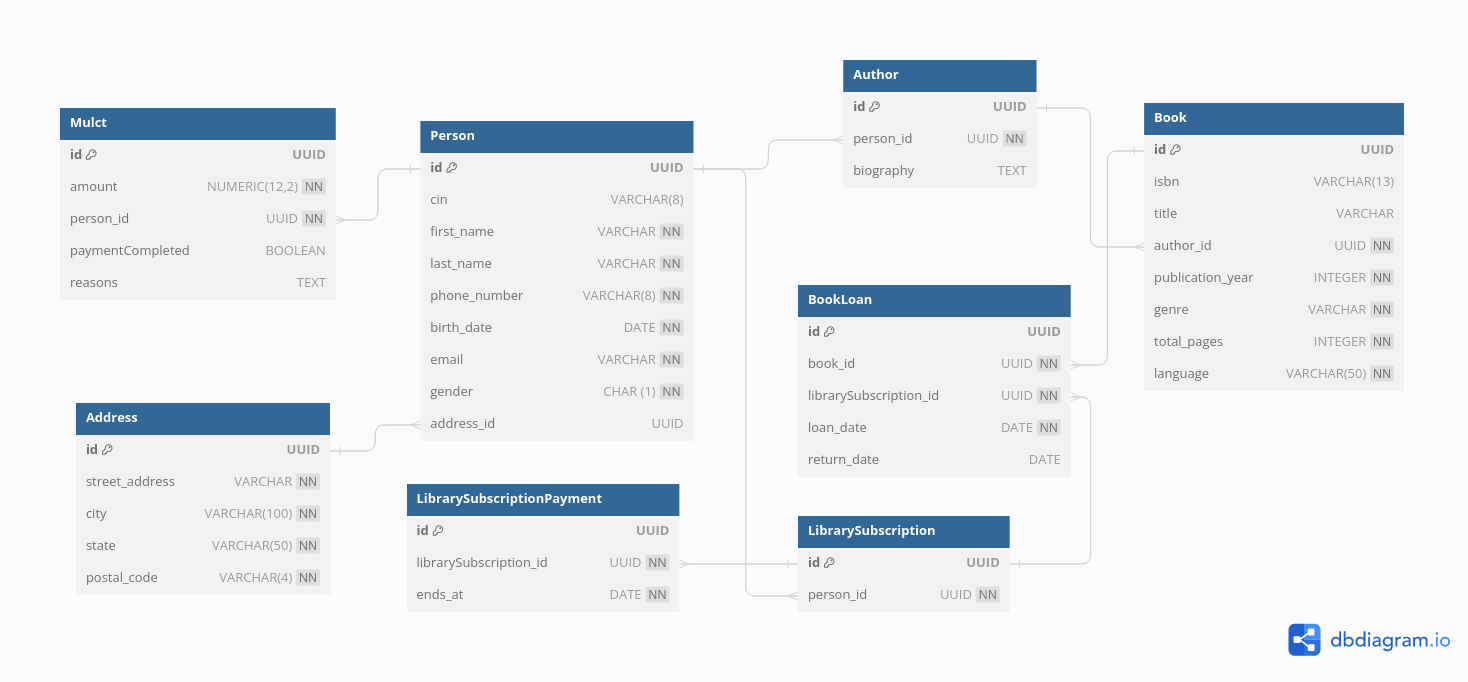 Mulct
id UUID
amount NUMERIC(12,2) NN
person_id UUID NN
paymentCompleted BOOLEAN
reasons TEXT
Address
id UUID
street_address VARCHAR NN
city VARCHAR(100) NN
state VARCHAR(50) NN
postal_code VARCHAR(4) NN
Person
id UUID
cin VARCHAR(8)
first_name VARCHAR NN
last_name VARCHAR NN
phone_number VARCHAR(8) NN
birth_date DATE NN
email VARCHAR NN
gender CHAR (1) NN
address_id UUID
LibrarySubscriptionPayment
id UUID
librarySubscription_id UUID NN
ends_at DATE NN
Author
id UUID
person_id UUID NN
biography TEXT
BookLoan
id UUID
book_id UUID NN
librarySubscription_id UUID NN
loan_date DATE NN
return_date DATE
LibrarySubscription
id UUID
person_id UUID NN
Book
id UUID
isbn VARCHAR(13)
title VARCHAR
author_id UUID NN
publication_year INTEGER NN
genre VARCHAR NN
total_pages INTEGER NN
language VARCHAR(50) NN
dbdiagram.io